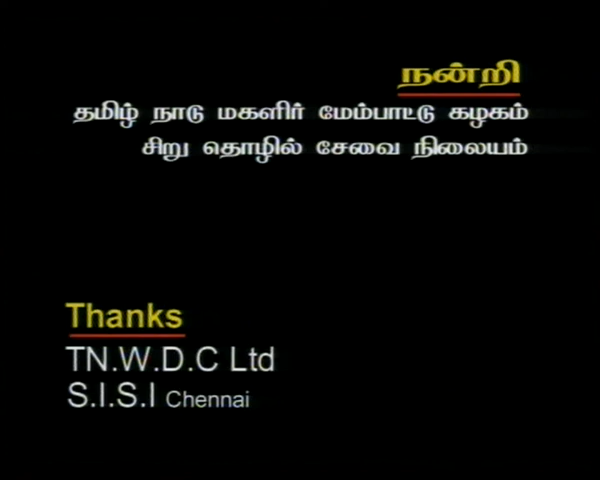 நன்றி
தமிழ் நாடு மகளிர் மேம்பாட்டு கழகம்
சிறு தொழில் சேவை நிலையம்
Thanks
TN.W.D.C Ltd
S.I.S.I Chennai